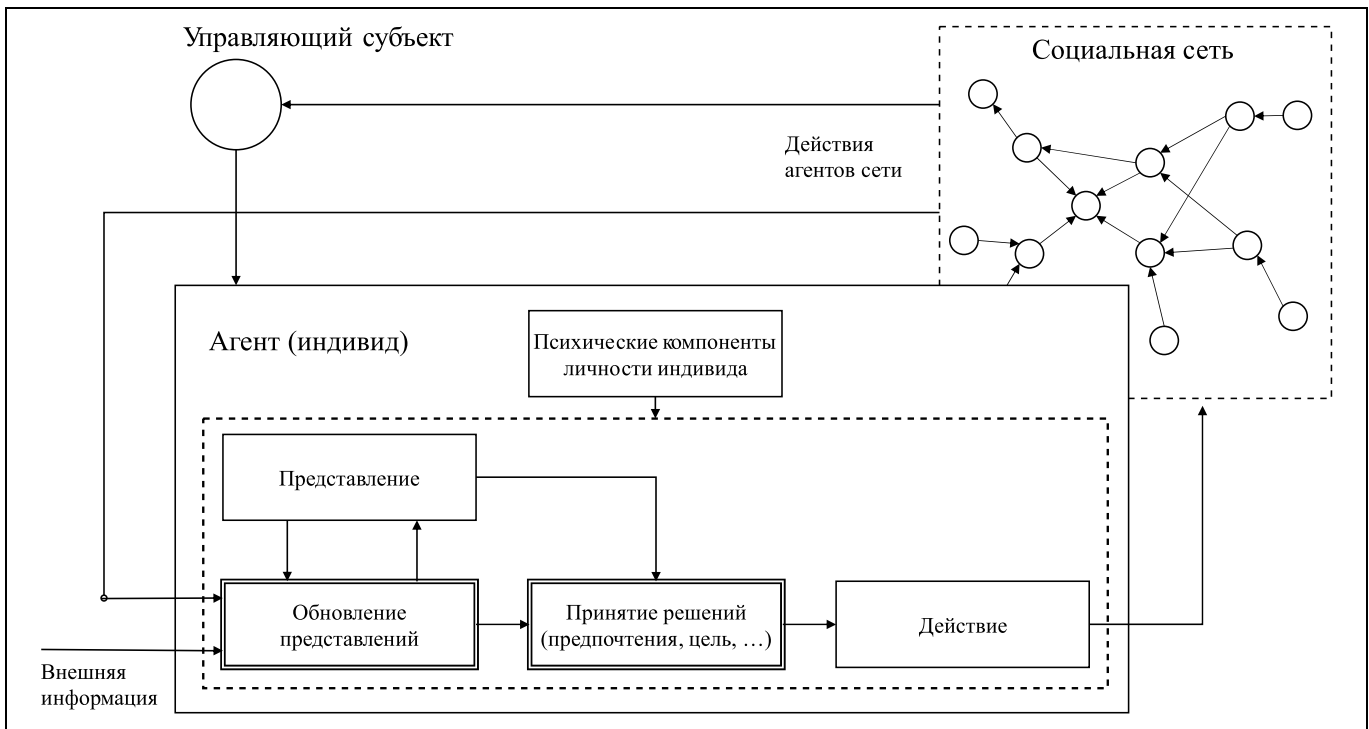 Управляющий субъект
Социальная сеть
Действия
агентов сети
Агент (индивид)
Психические компоненты
личности индивида
Представление
Обновление
представлений
Принятие решений
(предпочтения, цель, …)
Действие
Внешняя
информация